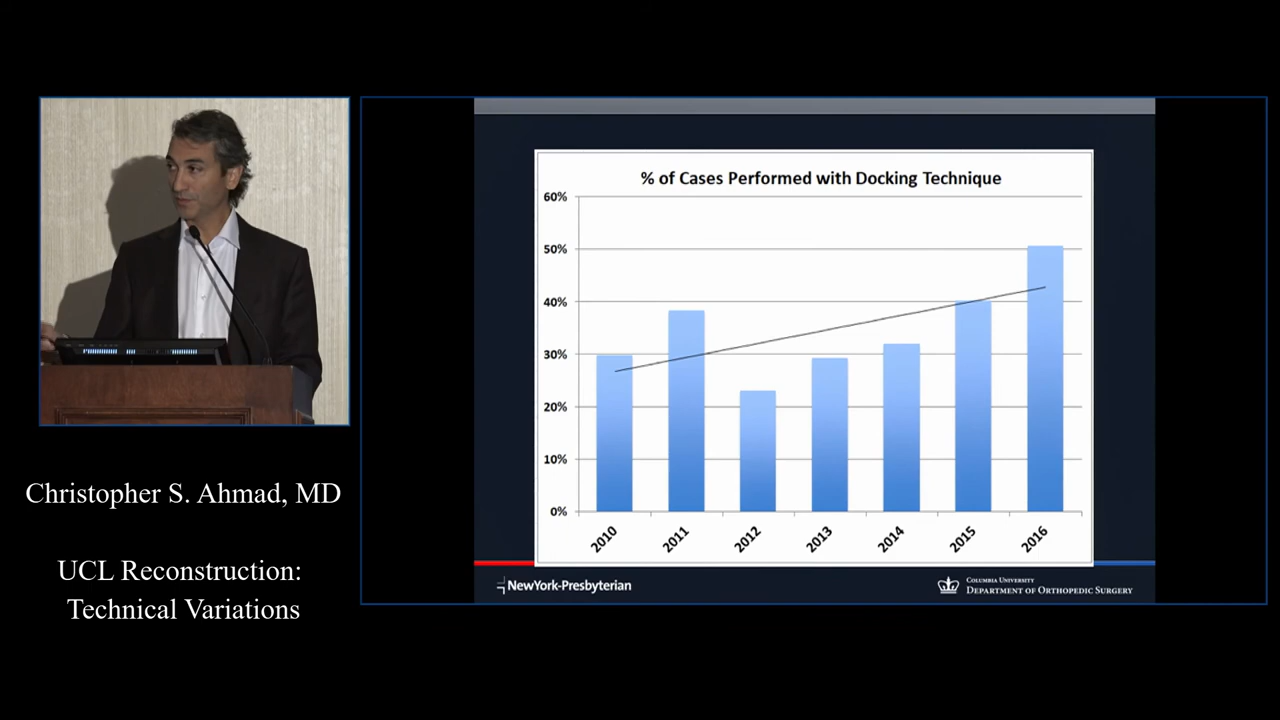 % of Cases Performed with Docking Technique
60%
50%
40%
30%
20%
10%
0%
2010
2011
2012
2013
2014
2015
2016
NewYork-Presbyterian
COLUMBIA UNIVERSITY
DEPARTMENT OF ORTHOPEDIC SURGERY
Christopher S. Ahmad, MD
UCL Reconstruction:
Technical Variations